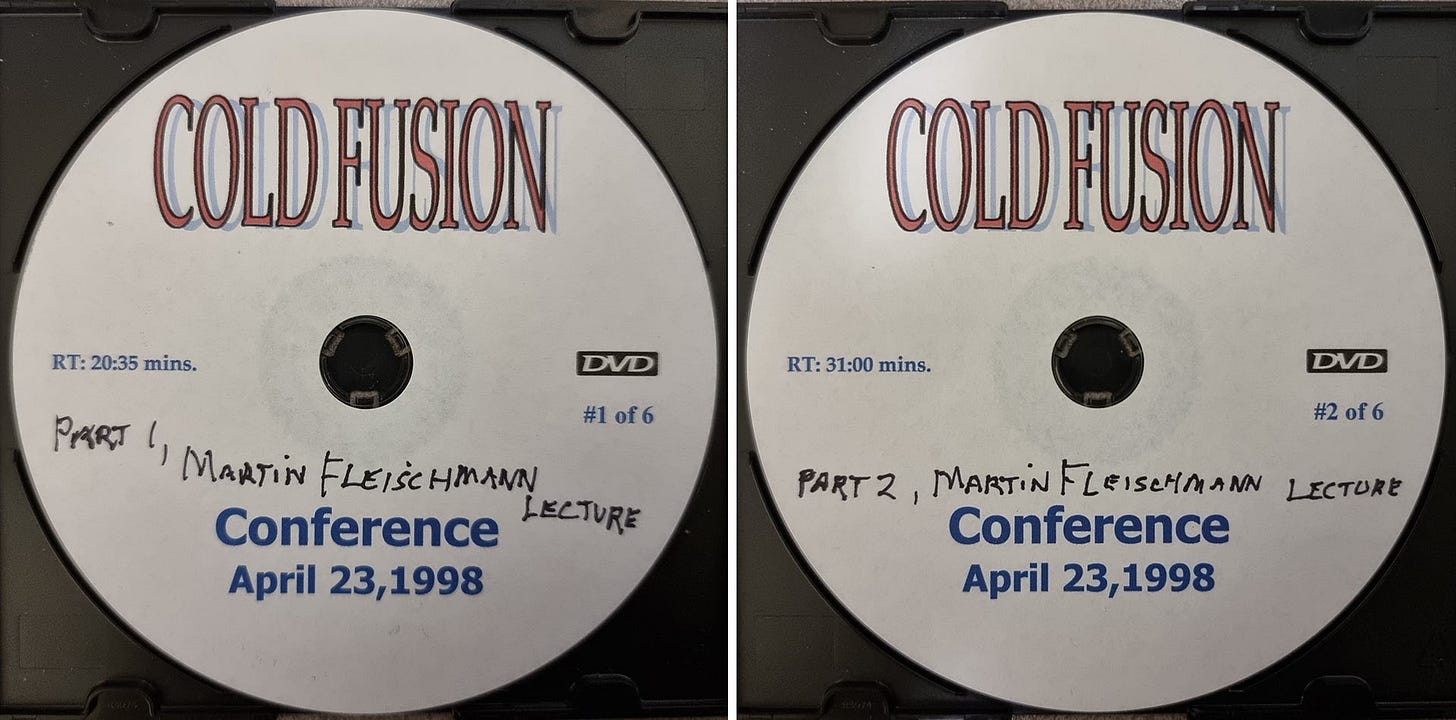 COLD FUSION
RT: 20:35 mins.
DVD
#1 of 6
PART 1, MARTIN FLEISCHMANN
LECTURE
Conference
April 23,1998
COLD FUSION
RT: 31:00 mins.
DVD
#2 of 6
PART 2, MARTIN FLEISCHMANN LECTURE
Conference
April 23,1998